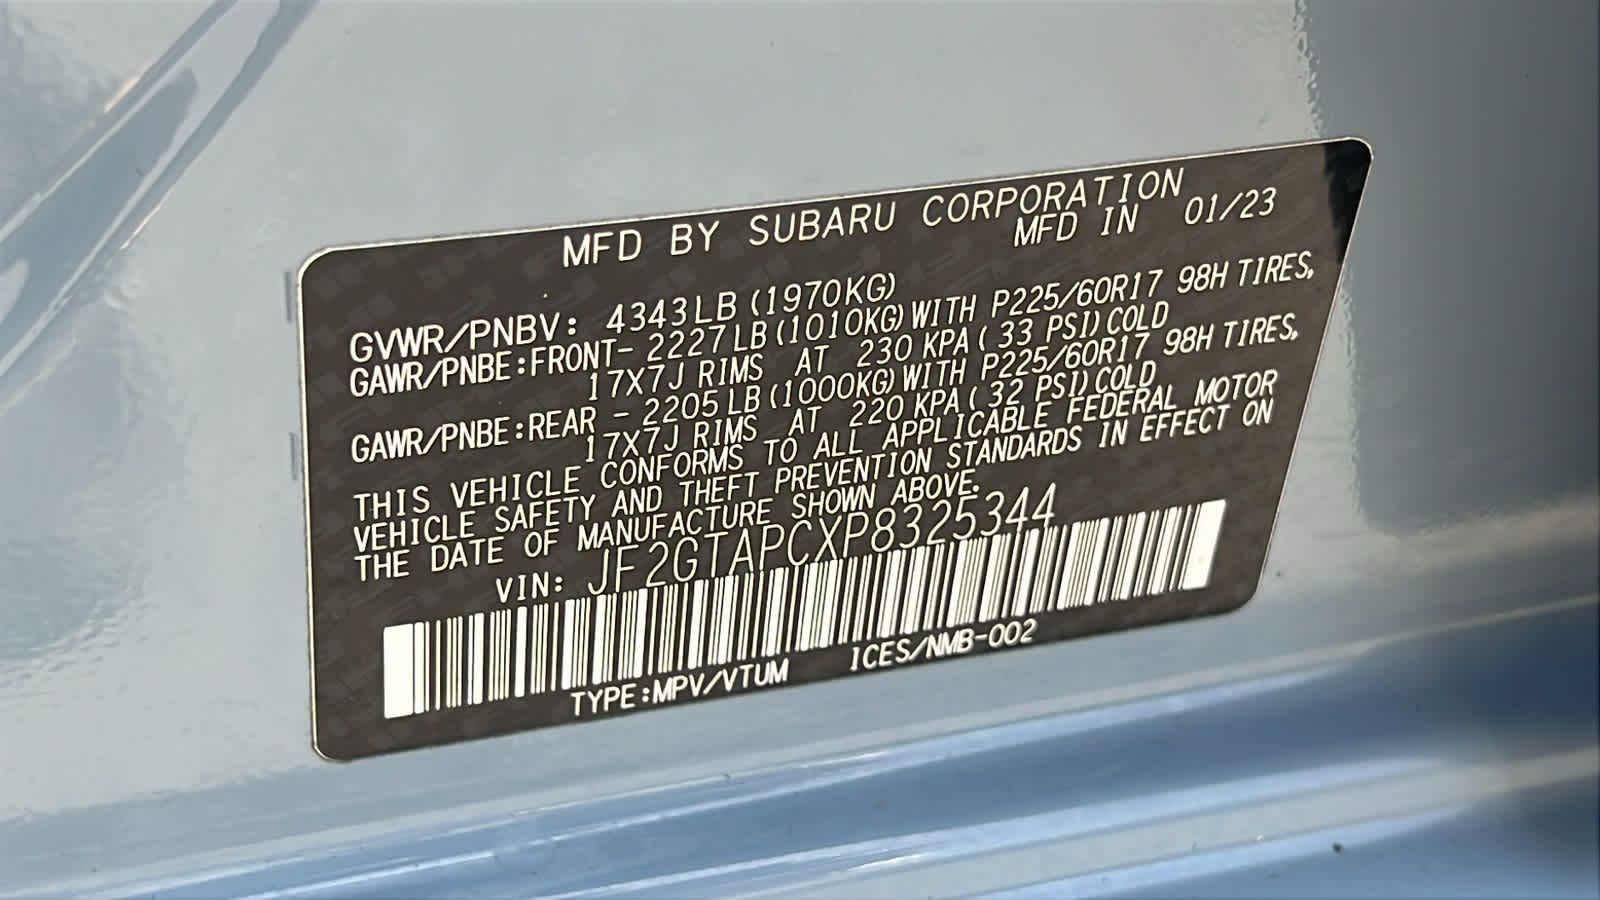 MFD BY SUBARU CORPORATION
MFD IN 01/23
GVWR/PNBV: 4343LB (1970KG)
GAWR/PNBE:FRONT- 2227LB (1010KG) WITH P225/60R17 98H TIRES,
17X7J RIMS AT 230 KPA ( 33 PSI) COLD
GAWR/PNBE:REAR - 2205LB (1000KG) WITH P225/60R17 98H TIRES,
17X7J RIMS AT 220 KPA ( 32 PSI) COLD
THIS VEHICLE CONFORMS TO ALL APPLICABLE FEDERAL MOTOR
VEHICLE SAFETY AND THEFT PREVENTION STANDARDS IN EFFECT ON
THE DATE OF MANUFACTURE SHOWN ABOVE.
VIN: JF2GTAPCXP8325344
TYPE:MPV/VTUM ICES/NMB-002